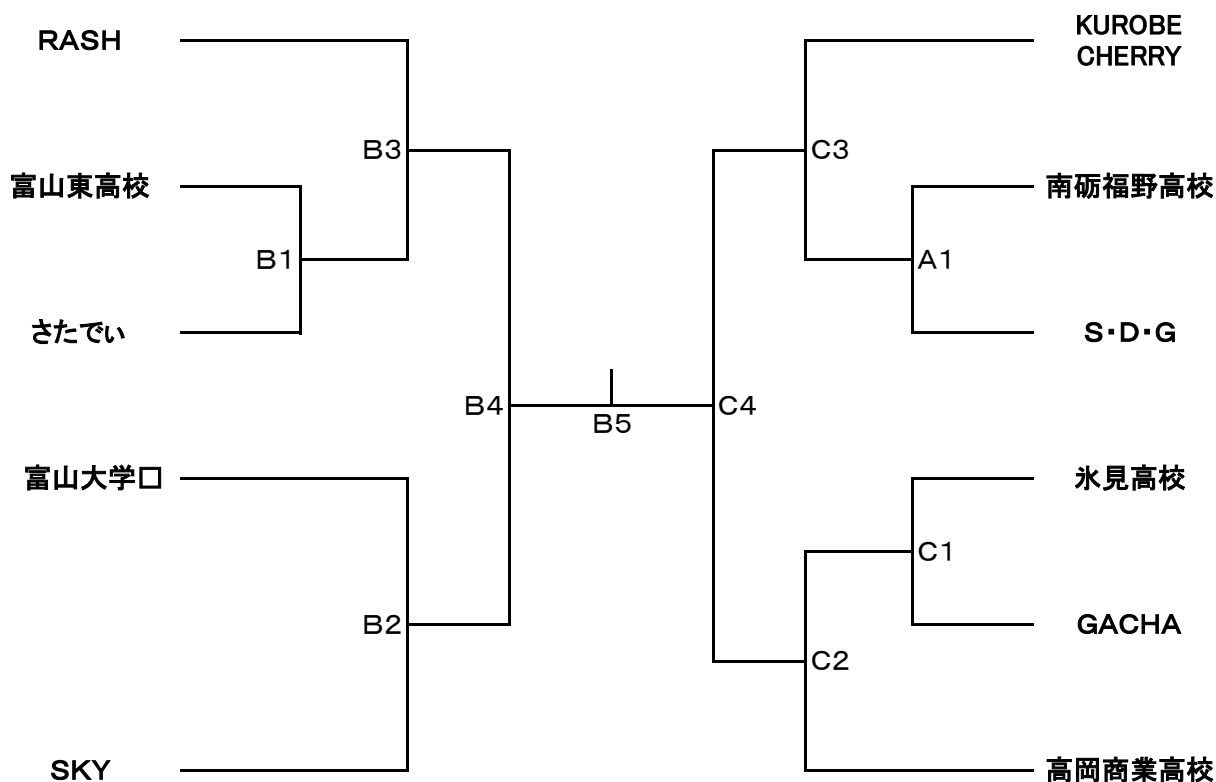 RASH
富山東高校
さたでぃ
富山大学□
SKY
B3
B1
B4
B2
B5
C3
A1
C4
C1
C2
KUROBE
CHERRY
南砺福野高校
S・D・G
氷見高校
GACHA
高岡商業高校